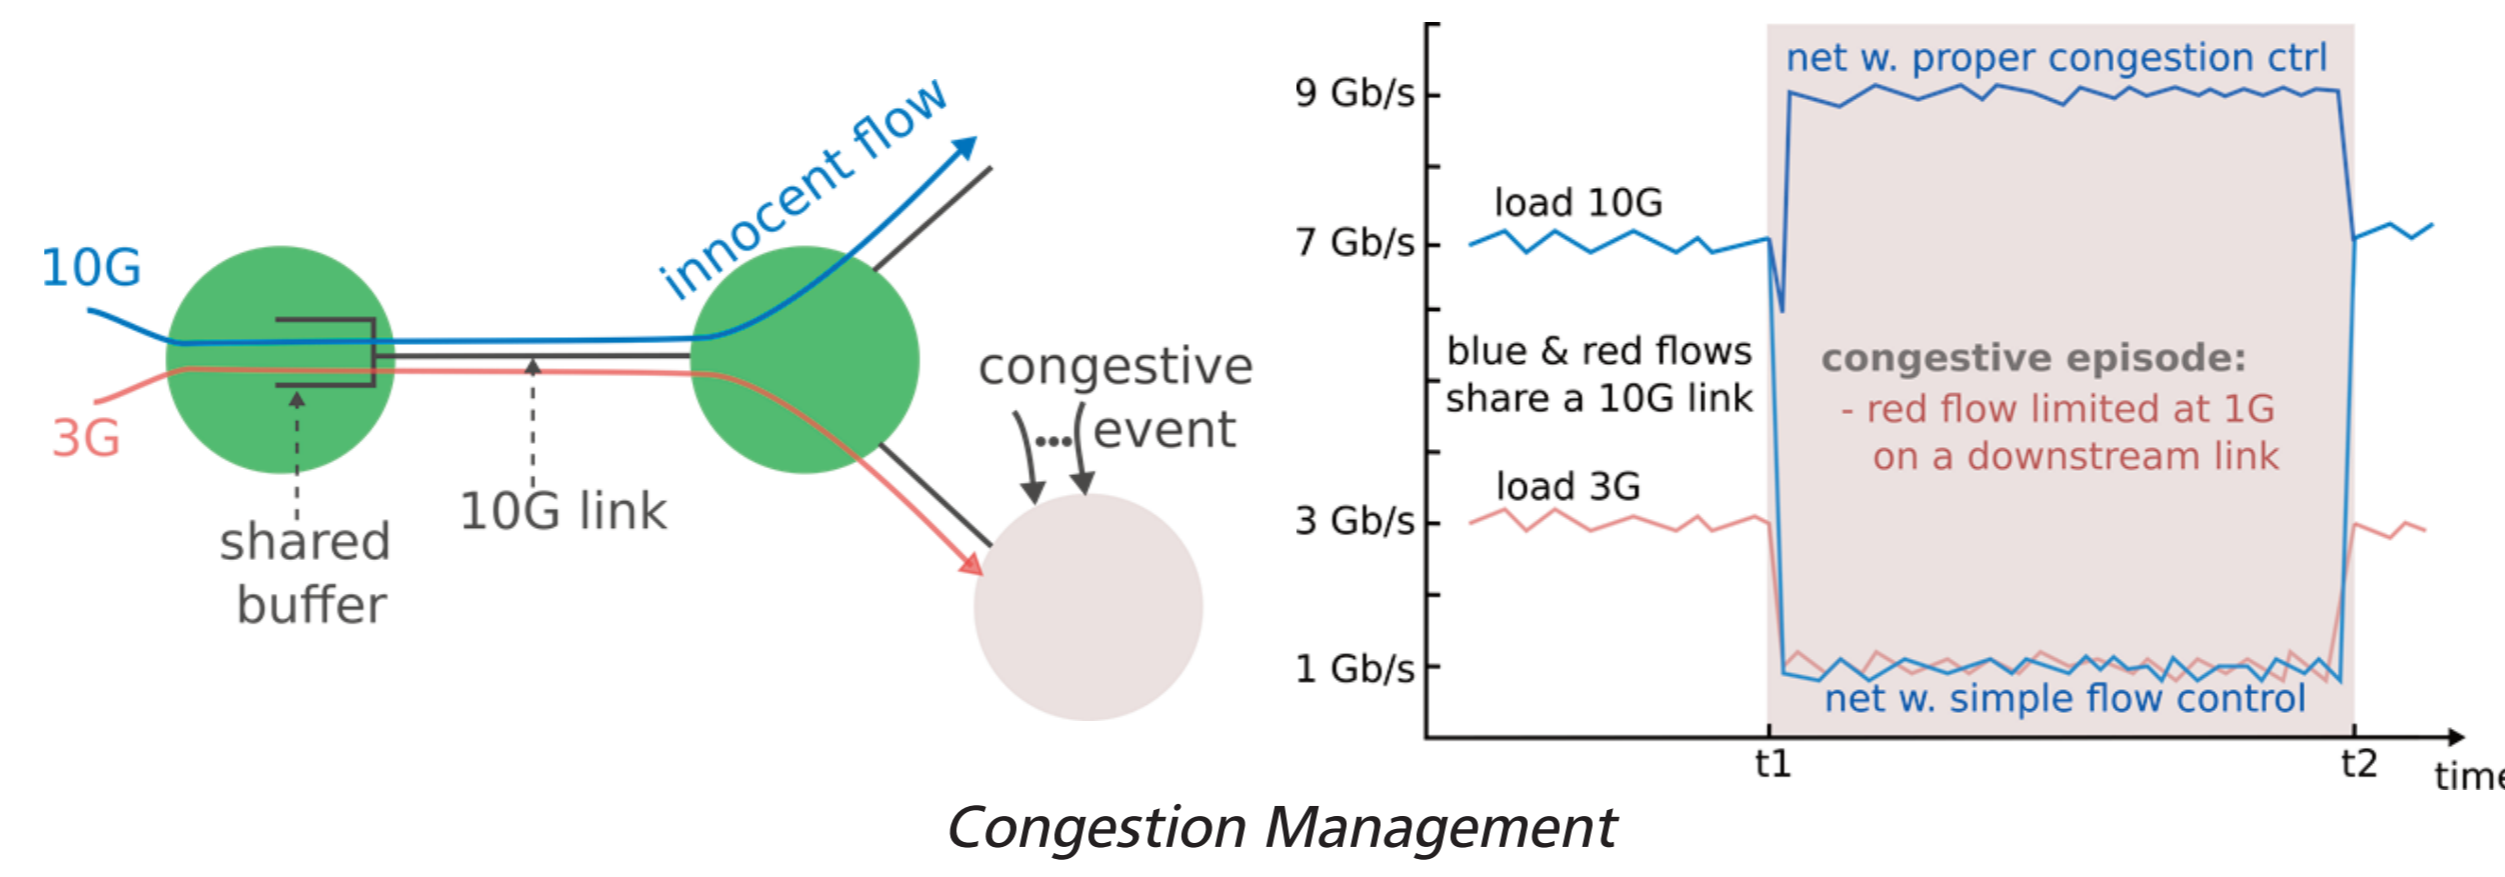 10G
3G
shared
buffer
10G link
innocent flow
congestive
event
9 Gb/s
7 Gb/s
3 Gb/s
1 Gb/s
net w. proper congestion ctrl
load 10G
blue & red flows
share a 10G link
load 3G
congestive episode:
- red flow limited at 1G
on a downstream link
net w. simple flow control
t1
t2
time
Congestion Management